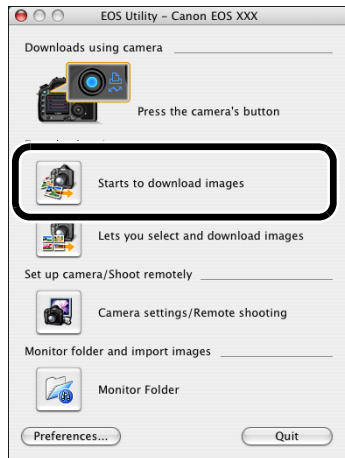 EOS Utility – Canon EOS XXX
Downloads using camera
Press the camera's button
Starts to download images
Lets you select and download images
Set up camera/Shoot remotely
Camera settings/Remote shooting
Monitor folder and import images
Monitor Folder
Preferences...
Quit